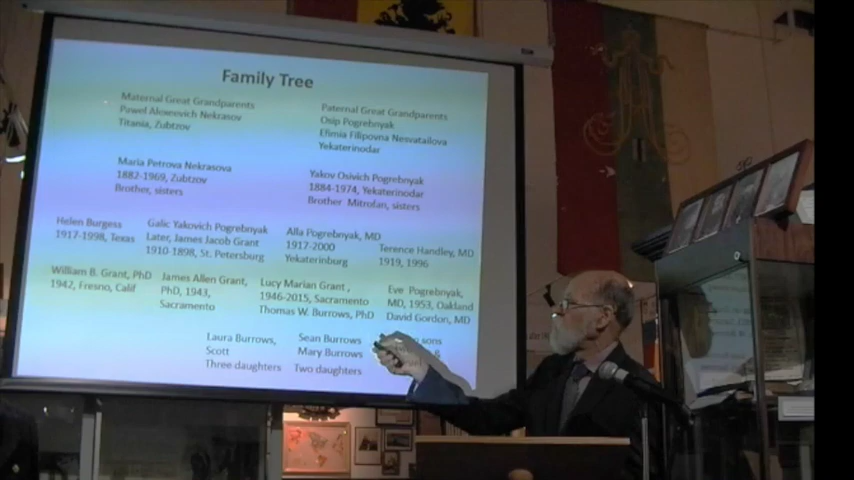 Family Tree
Maternal Great Grandparents
Pawel Alexeevich Nekrasov
Titania, Zubtzov
Paternal Great Grandparents
Osip Pogrebnyak
Efimia Filipovna Nesvatailova
Yekaterinodar
Maria Petrova Nekrasova
1882-1969, Zubtzov
Brother, sisters
Yakov Osivich Pogrebnyak
1884-1974, Yekaterinodar
Brother Mitrofan, sisters
Helen Burgess
1917-1998, Texas
Galic Yakovich Pogrebnyak
Later, James Jacob Grant
1910-1898, St. Petersburg
Alla Pogrebnyak, MD
1917-2000
Yekaterinburg
Terence Handley, MD
1919, 1996
William B. Grant, PhD
1942, Fresno, Calif
James Allen Grant,
PhD, 1943,
Sacramento
Lucy Marian Grant ,
1946-2015, Sacramento
Thomas W. Burrows, PhD
Eve Pogrebnyak,
MD, 1953, Oakland
David Gordon, MD
Laura Burrows,
Scott
Three daughters
Sean Burrows
Mary Burrows
Two daughters
sons
&